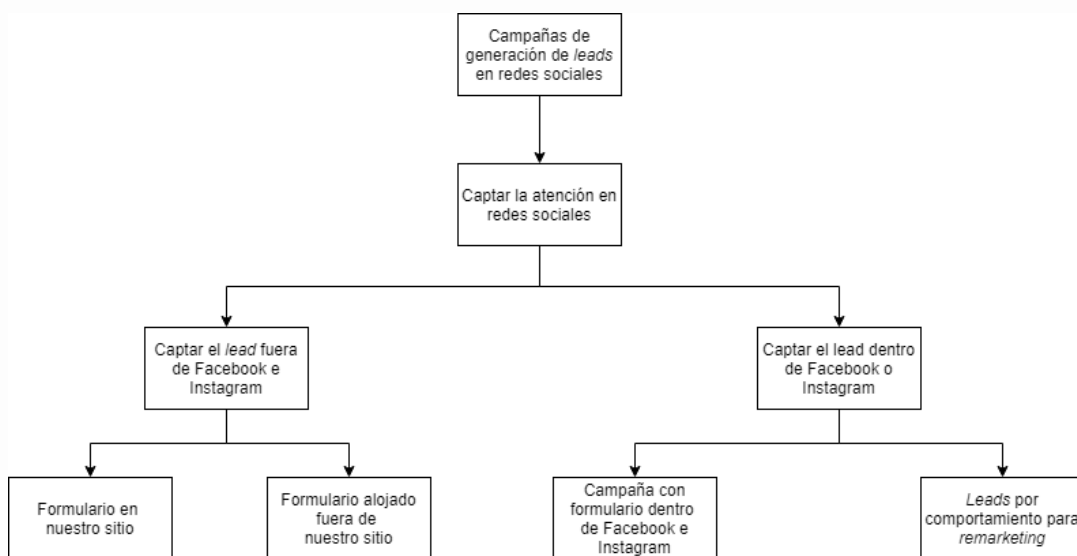 Campañas de
generación de leads
en redes sociales
Captar la atención en
redes sociales
Captar el lead fuera
de Facebook e
Instagram
Captar el lead dentro
de Facebook o
Instagram
Formulario en
nuestro sitio
Formulario alojado
fuera de
nuestro sitio
Campaña con
formulario dentro
de Facebook e
Instagram
Leads por
comportamiento para
remarketing